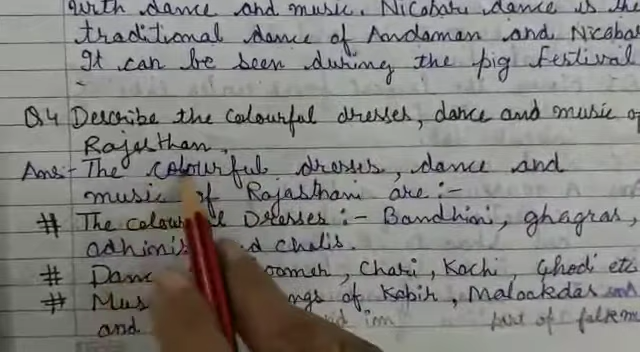 with dance and music. Nicobari dance is the
traditional dance of Andaman and Nicobar
It can be seen during the pig festival
Q4 Describe the colourful dresses, dance and music of
Rajasthan.
Ans:- The colourful dresses, dance and
music of Rajasthan are :-
# The colou Dresses :- Bandhini, ghagras,
odhinis d cholis.
# Danc oomer, Chari, Kachi, Ghodi etc
# Mus ngs of Kabir, Malookdas
and part of folk m